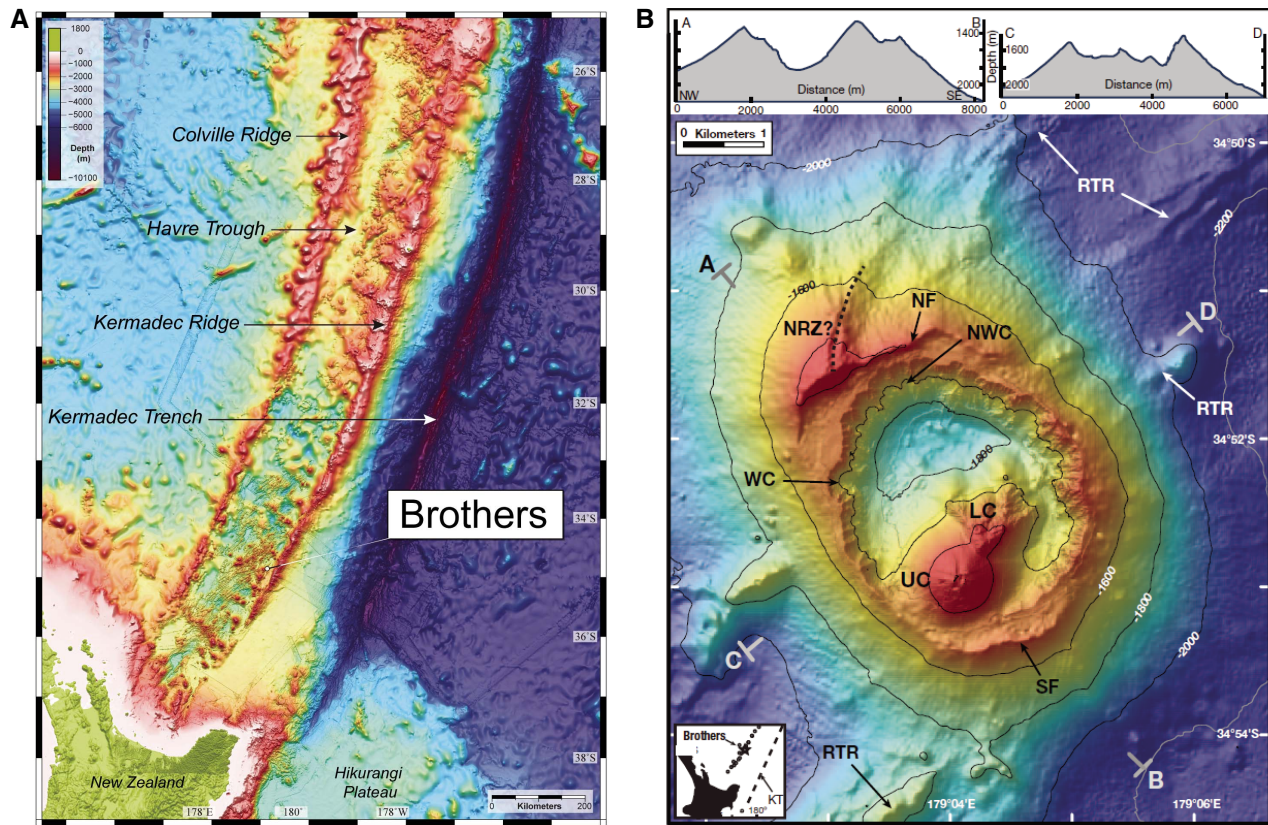 A
1800
0
−1000
−2000
−3000
−4000
−5000
−6000
Depth
(m)
−10100
26°S
Colville Ridge
28°S
Havre Trough
30°S
Kermadec Ridge
32°S
Kermadec Trench
34°S
Brothers
36°S
38°S
New Zealand
Hikurangi
Plateau
178°E
180°
178°W
0
Kilometers
200
B
A
B
1400
2000
Depth (m)
NW
Distance (m)
SE
0
2000
4000
6000
8000
C
D
1600
2000
Distance (m)
2000
4000
6000
0 Kilometers 1
-2000
34°50'S
RTR
-2200
A
-1600
NRZ?
NF
NWC
D
RTR
34°52'S
-1800
WC
LC
UC
-1600
-1800
-2000
C
SF
34°54'S
Brothers
KT
180°
RTR
B
179°04'E
179°06'E